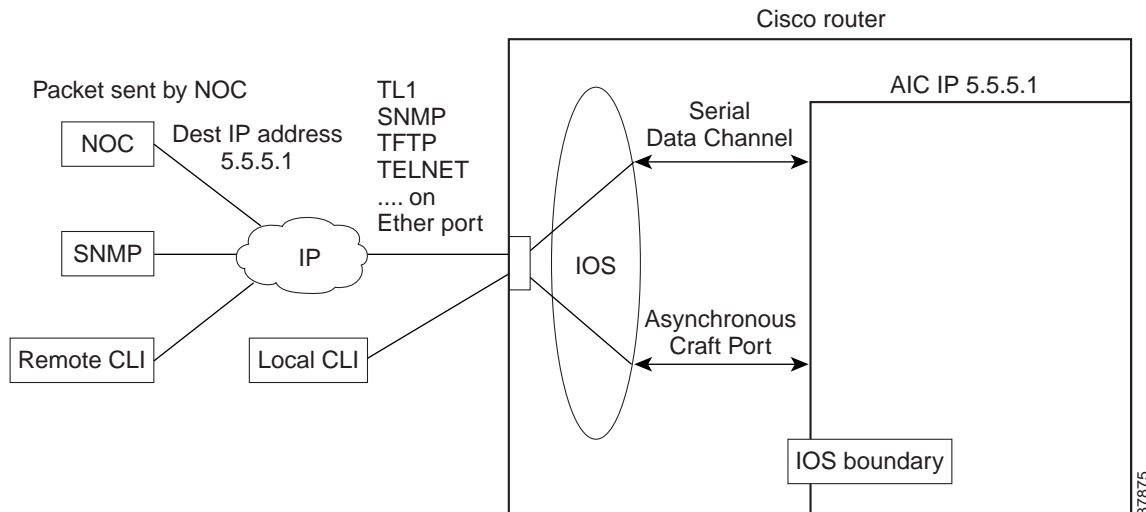 Cisco router
Packet sent by NOC
TL1
SNMP
TFTP
TELNET
.... on
Ether port
AIC IP 5.5.5.1
NOC
Dest IP address
5.5.5.1
Serial
Data Channel
SNMP
IP
IOS
Asynchronous
Craft Port
Remote CLI
Local CLI
IOS boundary